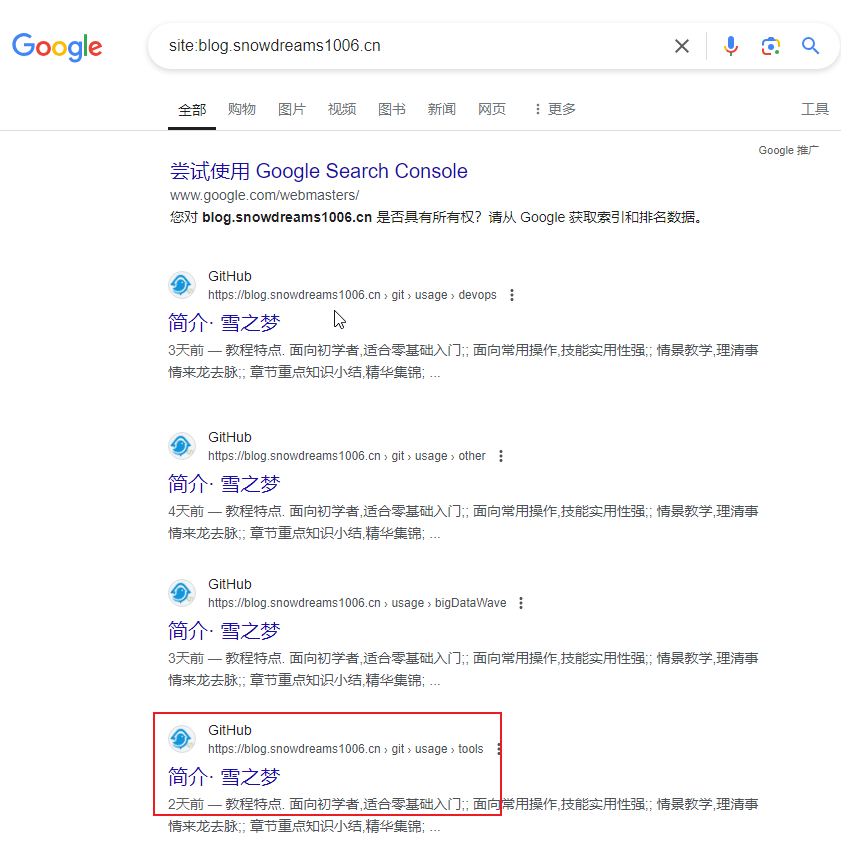 Google
site:blog.snowdreams1006.cn
全部 购物 图片 视频 图书 新闻 网页 更多 工具
Google 推广
尝试使用 Google Search Console
www.google.com/webmasters/
您对 blog.snowdreams1006.cn 是否具有所有权？请从 Google 获取索引和排名数据。
GitHub
https://blog.snowdreams1006.cn › git › usage › devops
简介· 雪之梦
3天前 — 教程特点. 面向初学者,适合零基础入门;; 面向常用操作,技能实用性强;; 情景教学,理清事
情来龙去脉;; 章节重点知识小结,精华集锦; ...
GitHub
https://blog.snowdreams1006.cn › git › usage › other
简介· 雪之梦
4天前 — 教程特点. 面向初学者,适合零基础入门;; 面向常用操作,技能实用性强;; 情景教学,理清事
情来龙去脉;; 章节重点知识小结,精华集锦; ...
GitHub
https://blog.snowdreams1006.cn › usage › bigDataWave
简介· 雪之梦
3天前 — 教程特点. 面向初学者,适合零基础入门;; 面向常用操作,技能实用性强;; 情景教学,理清事
情来龙去脉;; 章节重点知识小结,精华集锦; ...
GitHub
https://blog.snowdreams1006.cn › git › usage › tools
简介· 雪之梦
2天前 — 教程特点. 面向初学者,适合零基础入门;; 面向常用操作,技能实用性强;; 情景教学,理清事
情来龙去脉;; 章节重点知识小结,精华集锦; ...